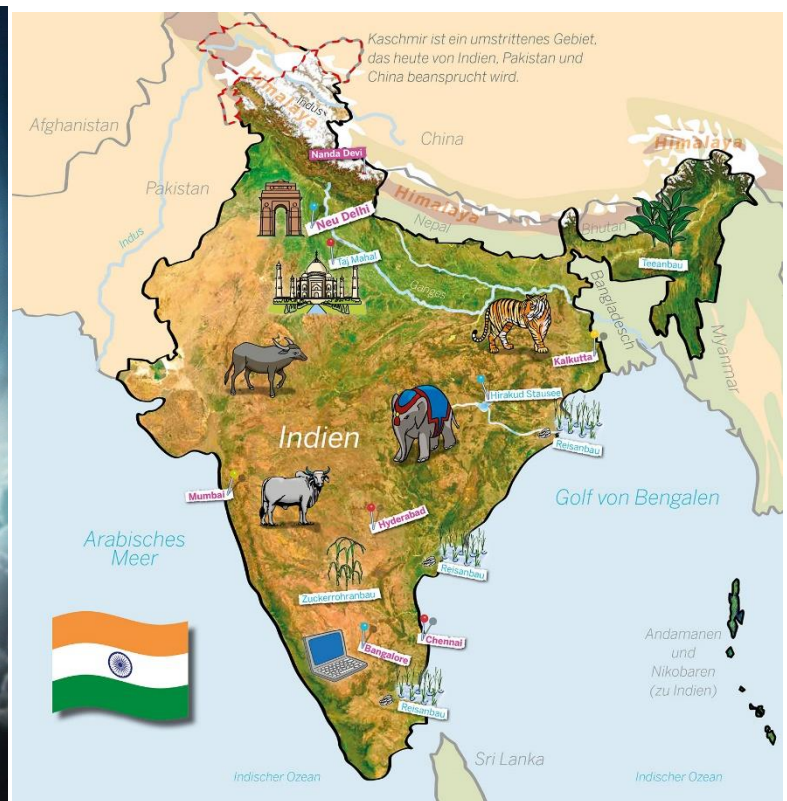 Kaschmir ist ein umstrittenes Gebiet,
das heute von Indien, Pakistan und
China beansprucht wird.
Himalaya
Indus
Afghanistan
China
Himalaya
Nanda Devi
Pakistan
Himalaya
Neu Delhi
Nepal
Bhutan
Indus
Taj Mahal
Teeanbau
Ganges
Bangladesch
Myanmar
Kalkutta
Hirakud Stausee
Indien
Reisanbau
Mumbai
Golf von Bengalen
Hyderabad
Arabisches
Meer
Reisanbau
Zuckerrohranbau
Chennai
Bangalore
Andamanen
und
Nikobaren
(zu Indien)
Reisanbau
Sri Lanka
Indischer Ozean
Indischer Ozean